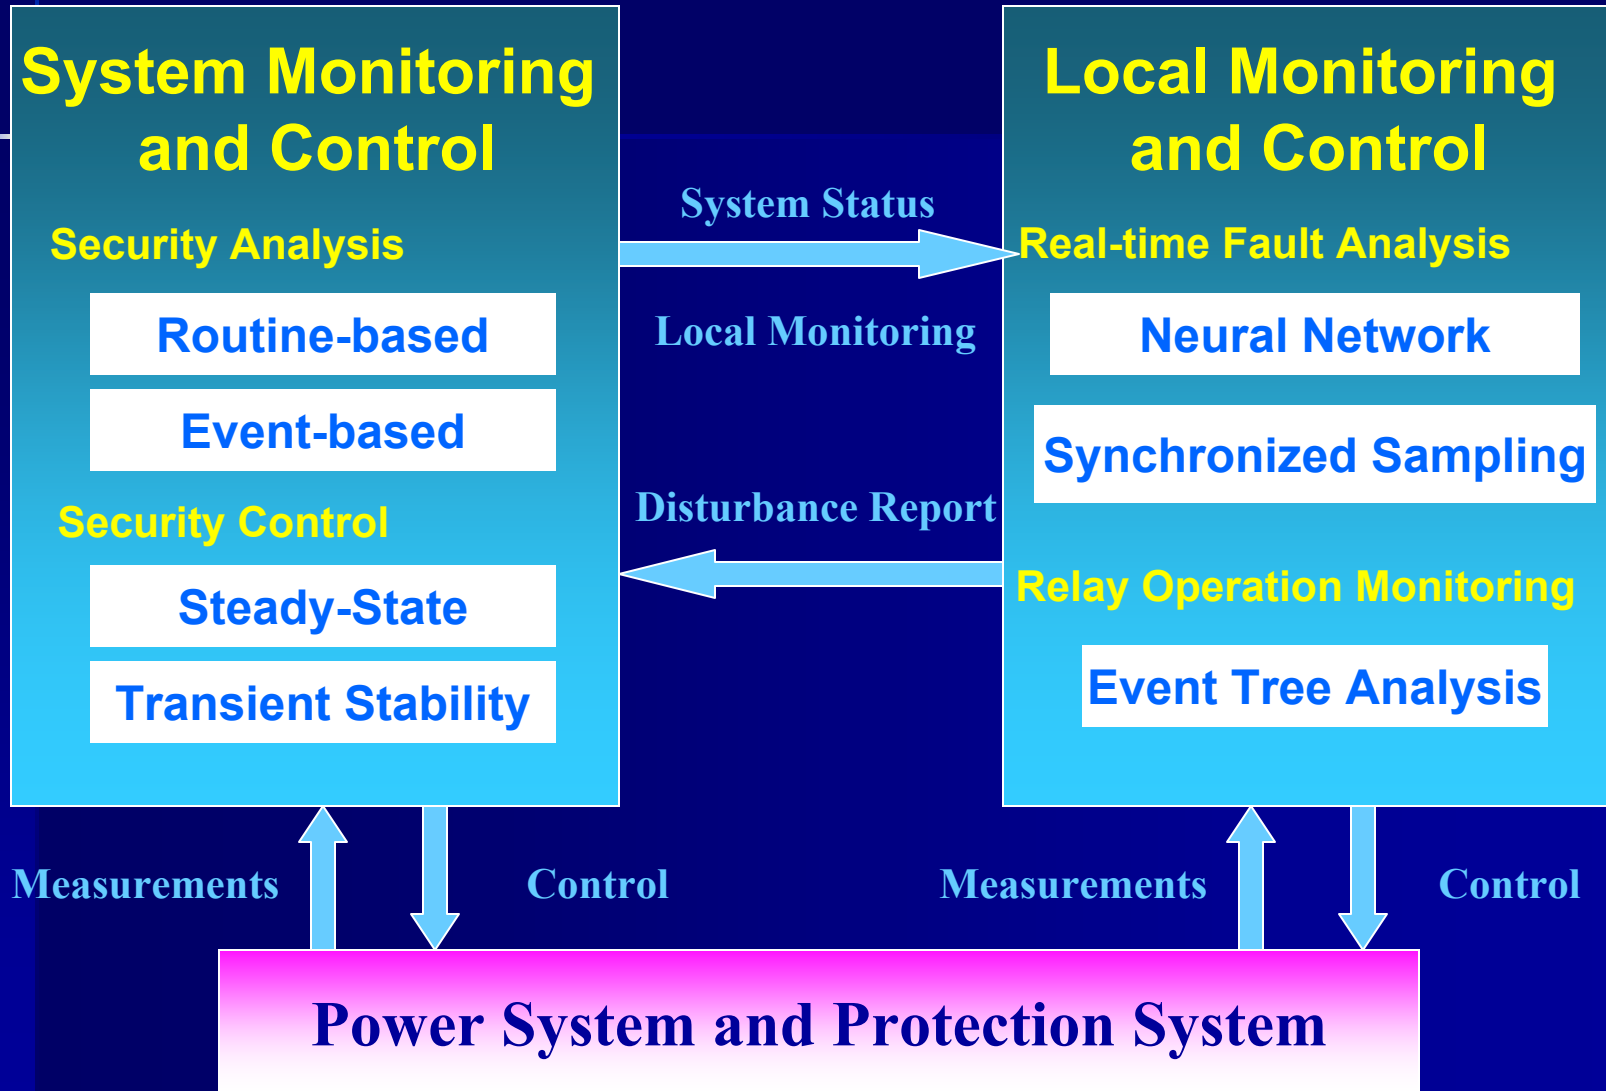 System Monitoring
and Control
Security Analysis
Routine-based
Event-based
Security Control
Steady-State
Transient Stability
System Status
Local Monitoring
Disturbance Report
Local Monitoring
and Control
Real-time Fault Analysis
Neural Network
Synchronized Sampling
Relay Operation Monitoring
Event Tree Analysis
Measurements
Control
Measurements
Control
Power System and Protection System